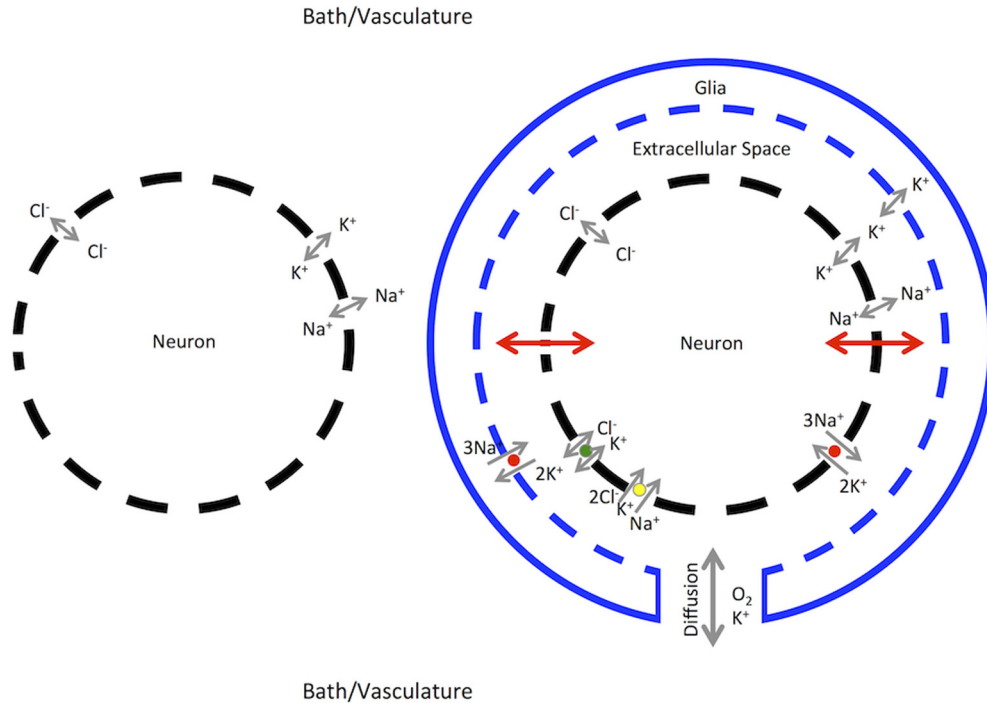 Bath/Vasculature
Glia
Extracellular Space
Cl⁻
Cl⁻
K⁺
K⁺
Na⁺
Na⁺
Neuron
Cl⁻
Cl⁻
K⁺
K⁺
K⁺
Na⁺
Na⁺
Neuron
3Na⁺
2K⁺
Cl⁻
K⁺
2Cl⁻
K⁺
Na⁺
3Na⁺
2K⁺
Diffusion
O₂
K⁺
Bath/Vasculature